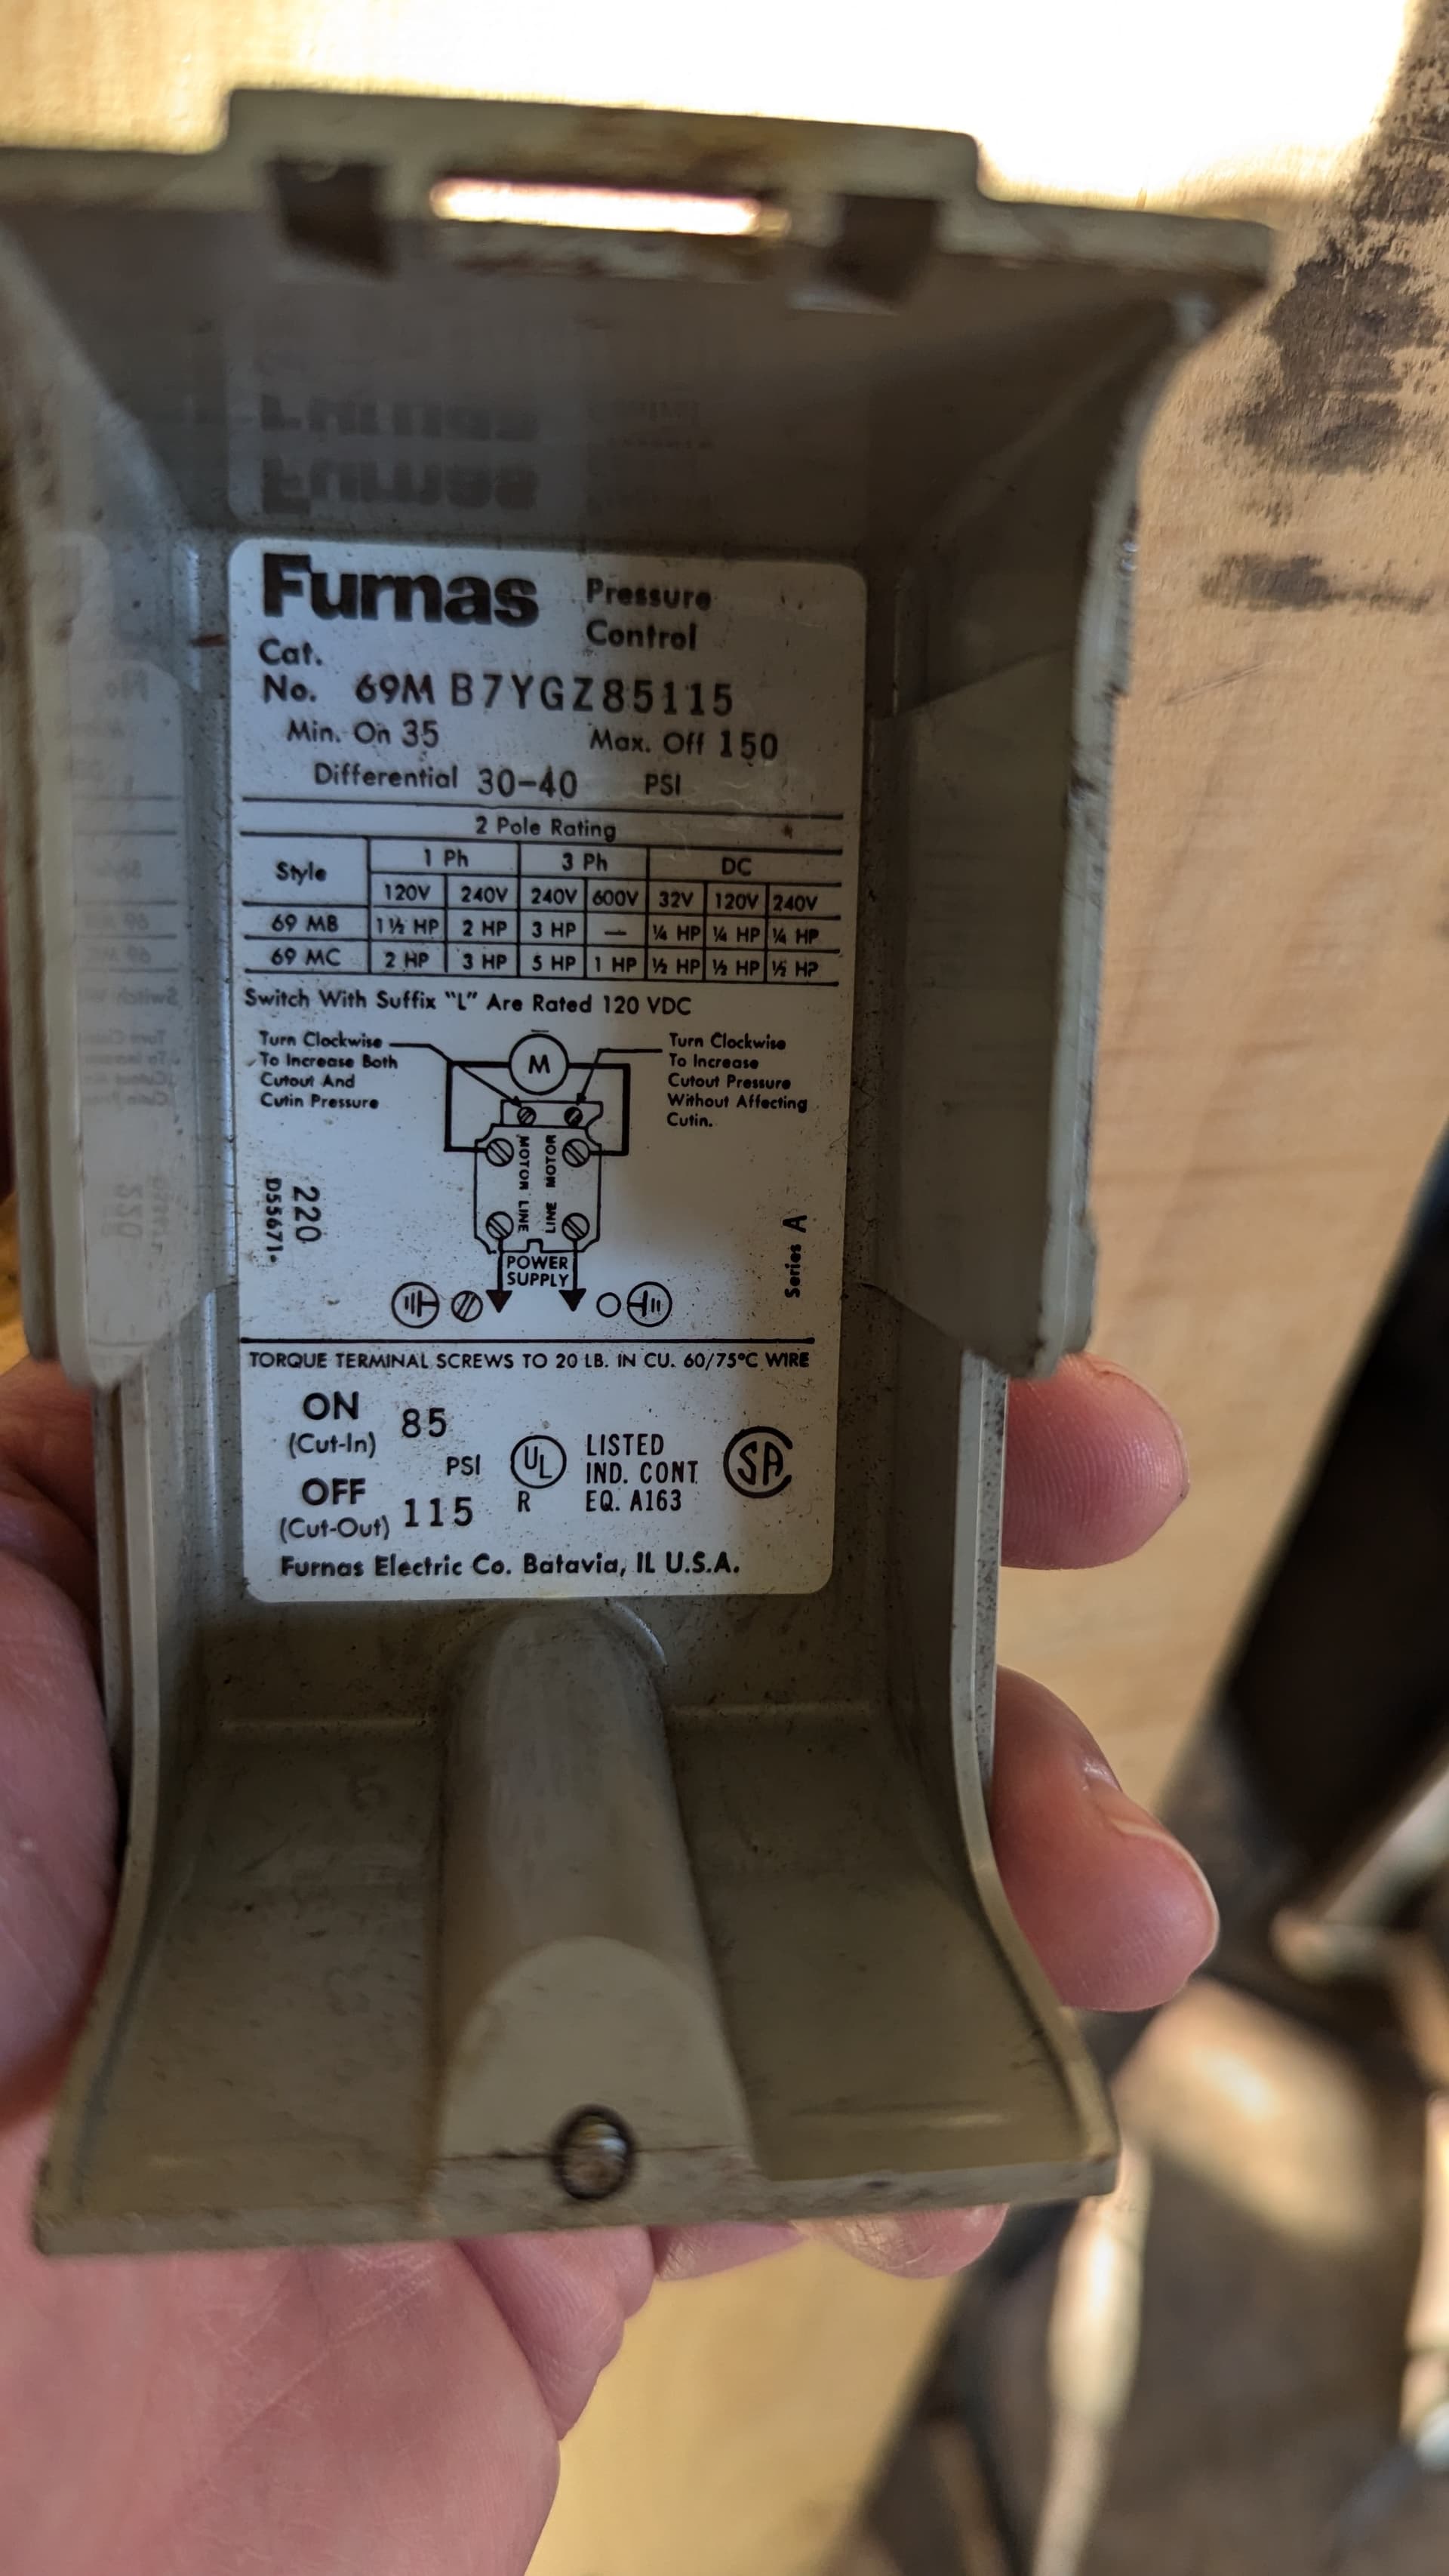 Furnas Pressure Control
Cat. No. 69M B7YGZ85115
Min. On 35 Max. Off 150
Differential 30-40 PSI
2 Pole Rating
Style 1 Ph 3 Ph DC
120V 240V 240V 600V 32V 120V 240V
69 MB 1½ HP 2 HP 3 HP — ¼ HP ¼ HP ¼ HP
69 MC 2 HP 3 HP 5 HP 1 HP ½ HP ½ HP ½ HP
Switch With Suffix "L" Are Rated 120 VDC
Turn Clockwise
To Increase Both
Cutout And
Cutin Pressure
M
Turn Clockwise
To Increase
Cutout Pressure
Without Affecting
Cutin.
MOTOR LINE
LINE MOTOR
POWER
SUPPLY
220
D55671-
Series A
TORQUE TERMINAL SCREWS TO 20 LB. IN CU. 60/75°C WIRE
ON 85
(Cut-In)
PSI
OFF 115
(Cut-Out)
UL
R
LISTED
IND. CONT
EQ. A163
SA
Furnas Electric Co. Batavia, IL U.S.A.